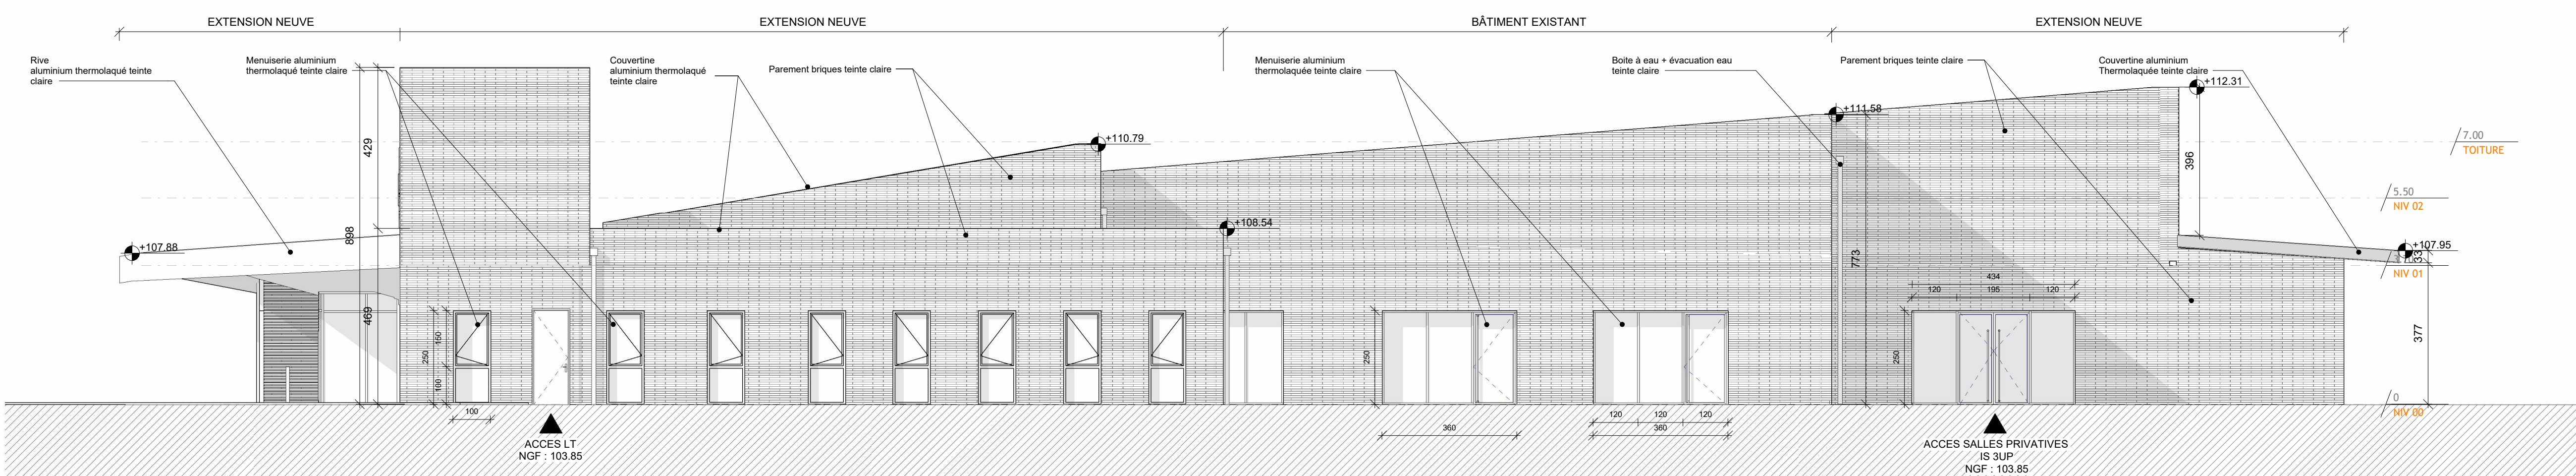 EXTENSION NEUVE
EXTENSION NEUVE
BÂTIMENT EXISTANT
EXTENSION NEUVE
Rive
aluminium thermolaqué teinte
claire
Menuiserie aluminium
thermolaqué teinte claire
Couvertine
aluminium thermolaqué
teinte claire
Parement briques teinte claire
Menuiserie aluminium
thermolaquée teinte claire
Boite à eau + évacuation eau
teinte claire
Parement briques teinte claire
Couvertine aluminium
Thermolaquée teinte claire
+112.31
+111.58
+110.79
+108.54
+107.88
+107.95
7.00
TOITURE
5.50
NIV 02
NIV 01
0
NIV 00
429
898
469
396
773
33
377
434
120
195
120
250
150
100
250
250
100
120
120
120
360
360
ACCES LT
NGF : 103.85
ACCES SALLES PRIVATIVES
IS 3UP
NGF : 103.85